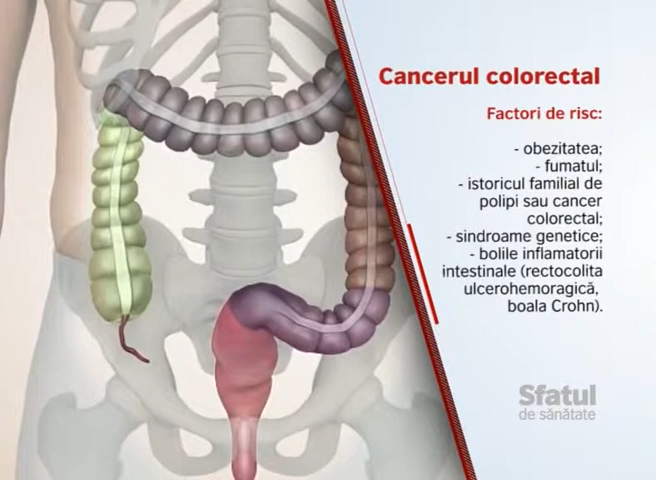 Cancerul colorectal
Factori de risc:
- obezitatea;
- fumatul;
- istoricul familial de
polipi sau cancer
colorectal;
- sindroame genetice;
- bolile inflamatorii
intestinale (rectocolita
ulcerohemoragică,
boala Crohn).
Sfatul
de sănătate